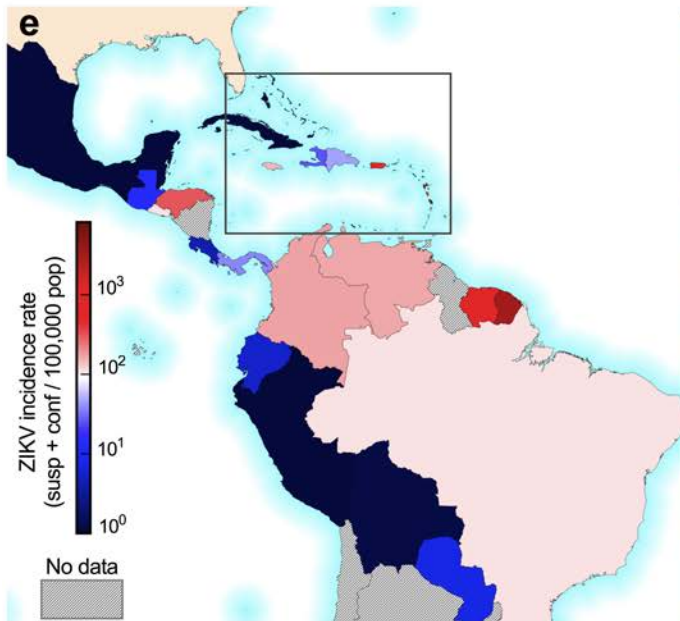 e
ZIKV incidence rate
(susp + conf / 100,000 pop)
10³
10²
10¹
10⁰
No data